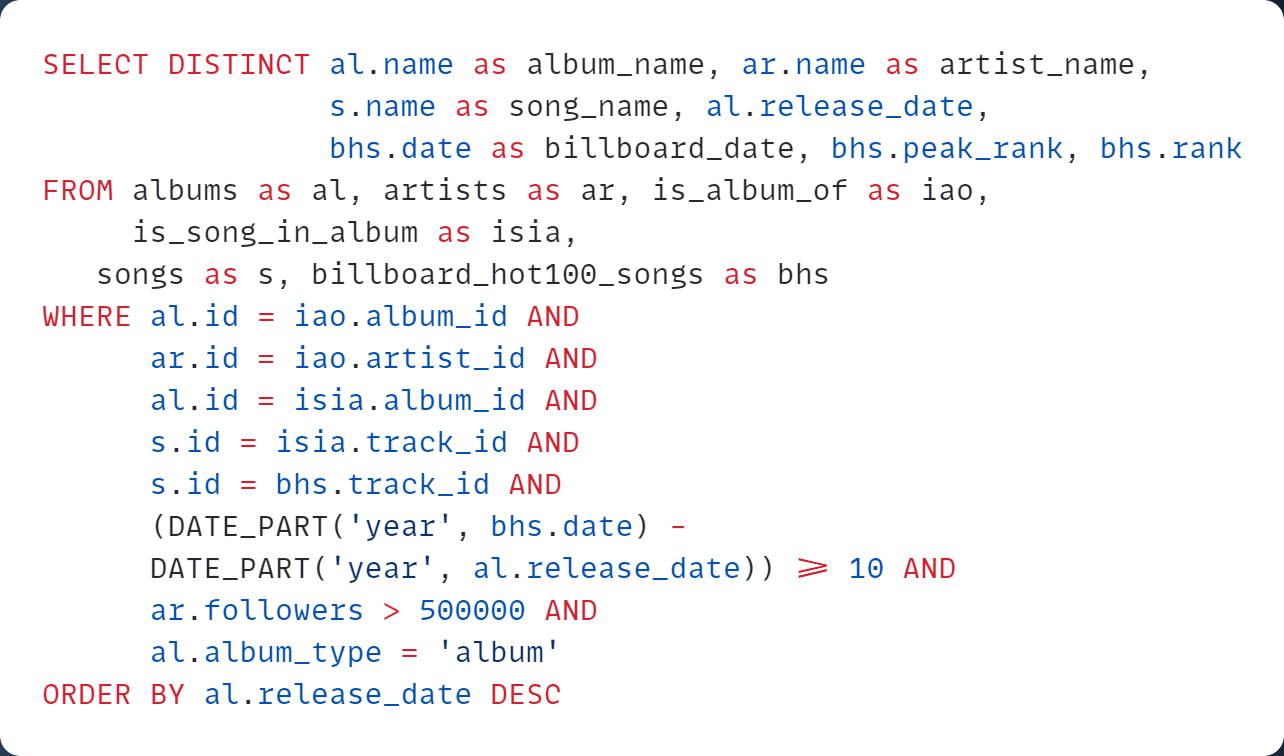 SELECT DISTINCT al.name as album_name, ar.name as artist_name,
s.name as song_name, al.release_date,
bhs.date as billboard_date, bhs.peak_rank, bhs.rank
FROM albums as al, artists as ar, is_album_of as iao,
is_song_in_album as isia,
songs as s, billboard_hot100_songs as bhs
WHERE al.id = iao.album_id AND
ar.id = iao.artist_id AND
al.id = isia.album_id AND
s.id = isia.track_id AND
s.id = bhs.track_id AND
(DATE_PART('year', bhs.date) -
DATE_PART('year', al.release_date)) >= 10 AND
ar.followers > 500000 AND
al.album_type = 'album'
ORDER BY al.release_date DESC